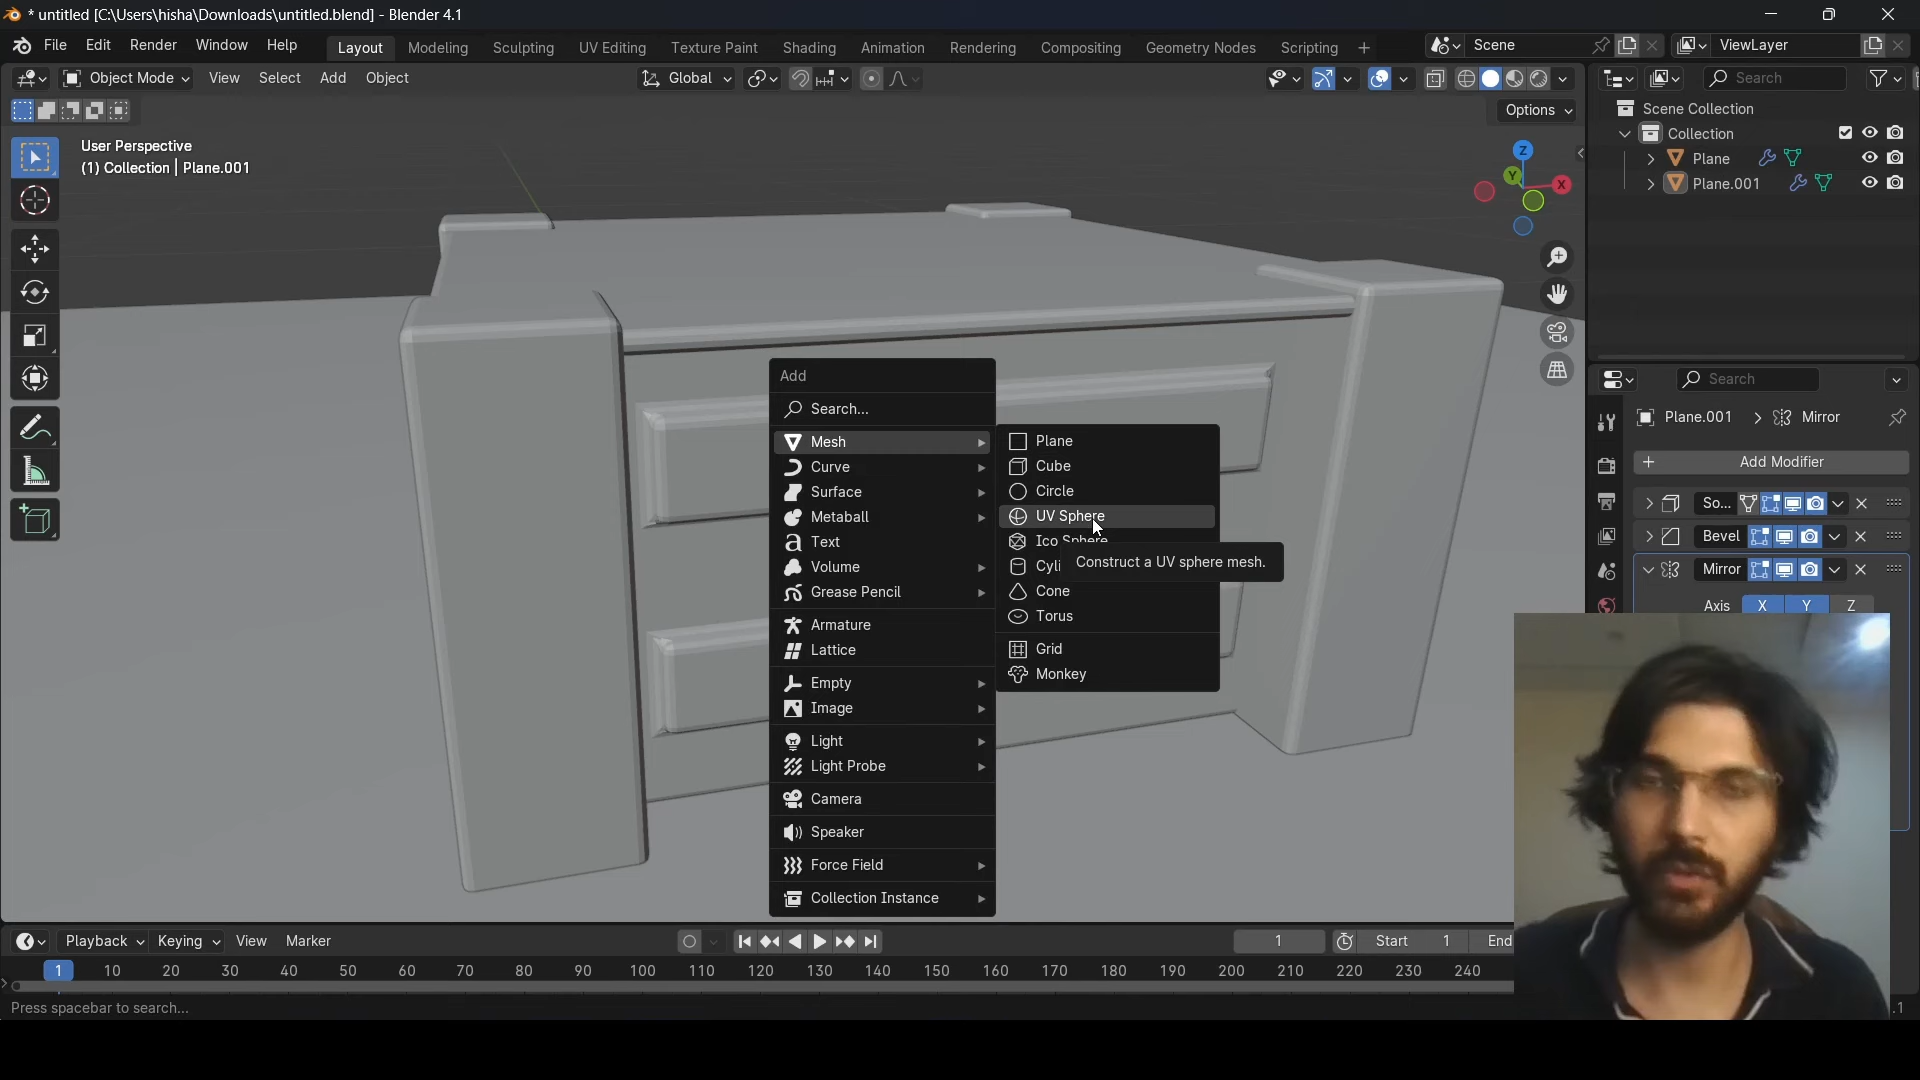 * untitled [C:\Users\hisha\Downloads\untitled.blend] - Blender 4.1
File Edit Render Window Help Layout Modeling Sculpting UV Editing Texture Paint Shading Animation Rendering Compositing Geometry Nodes Scripting + Scene ViewLayer
Object Mode View Select Add Object Global Search
Options
Scene Collection
Collection
Plane
Plane.001
User Perspective
(1) Collection | Plane.001
Z
Y
X
Add
Search...
Mesh
Curve
Surface
Metaball
Text
Volume
Grease Pencil
Armature
Lattice
Empty
Image
Light
Light Probe
Camera
Speaker
Force Field
Collection Instance
Plane
Cube
Circle
UV Sphere
Ico Sphere
Cyli
Cone
Torus
Grid
Monkey
Construct a UV sphere mesh.
Search
Plane.001 > Mirror
+ Add Modifier
So...
Bevel
Mirror
Axis X Y Z
Playback Keying View Marker 1 Start 1 End
1 10 20 30 40 50 60 70 80 90 100 110 120 130 140 150 160 170 180 190 200 210 220 230 240
Press spacebar to search...
.1